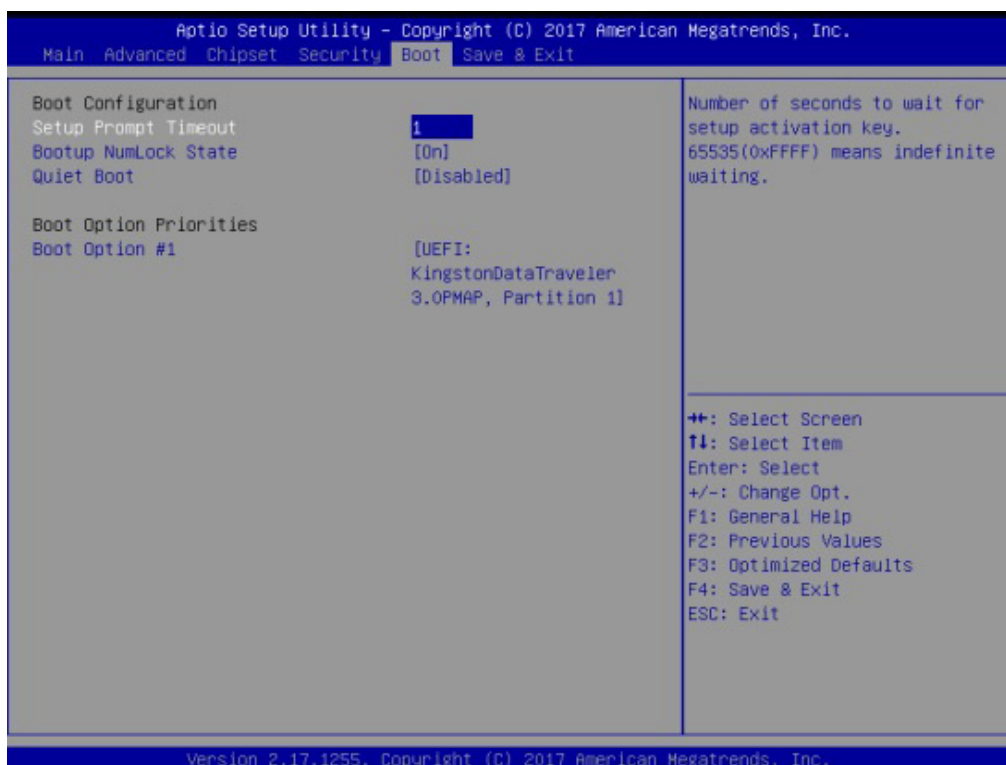 Aptio Setup Utility – Copyright (C) 2017 American Megatrends, Inc.
Main Advanced Chipset Security Boot Save & Exit
Boot Configuration
Setup Prompt Timeout 1
Bootup NumLock State [On]
Quiet Boot [Disabled]
Boot Option Priorities
Boot Option #1 [UEFI:
KingstonDataTraveler
3.0PMAP, Partition 1]
Number of seconds to wait for
setup activation key.
65535(0xFFFF) means indefinite
waiting.
→←: Select Screen
↑↓: Select Item
Enter: Select
+/-: Change Opt.
F1: General Help
F2: Previous Values
F3: Optimized Defaults
F4: Save & Exit
ESC: Exit
Version 2.17.1255. Copyright (C) 2017 American Megatrends, Inc.